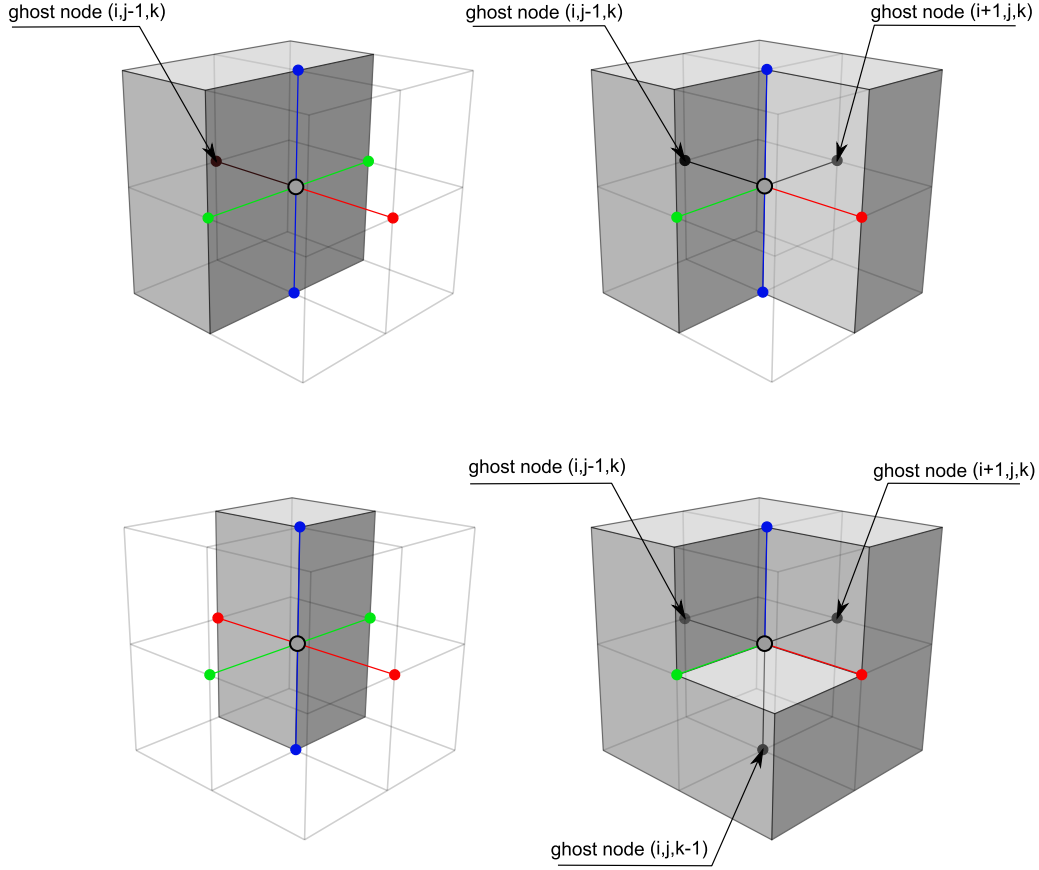 ghost node (i,j-1,k)
ghost node (i,j-1,k)
ghost node (i+1,j,k)
ghost node (i,j-1,k)
ghost node (i+1,j,k)
ghost node (i,j,k-1)